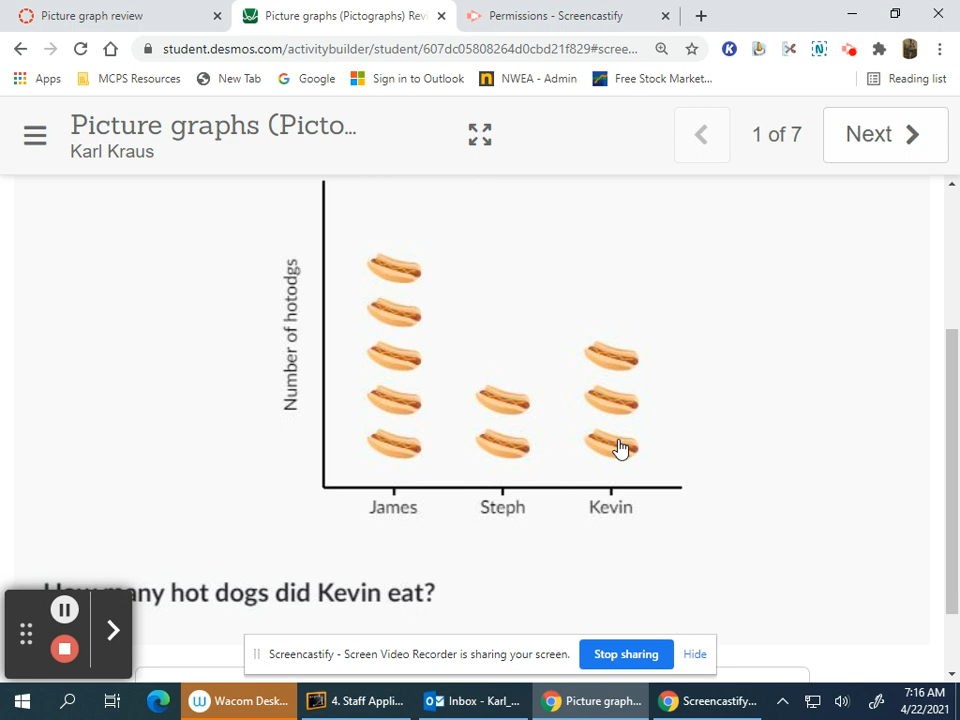 Picture graph review
Picture graphs (Pictographs) Rev
Permissions - Screencastify
student.desmos.com/activitybuilder/student/607dc05808264d0cbd21f829#scree...
Apps
MCPS Resources
New Tab
Google
Sign in to Outlook
NWEA - Admin
Free Stock Market...
Reading list
Picture graphs (Picto...
Karl Kraus
1 of 7
Next
Number of hotodgs
James
Steph
Kevin
How many hot dogs did Kevin eat?
Screencastify - Screen Video Recorder is sharing your screen.
Stop sharing
Hide
Wacom Desk...
4. Staff Appli...
Inbox - Karl_...
Picture graph...
Screencastify...
7:16 AM
4/22/2021